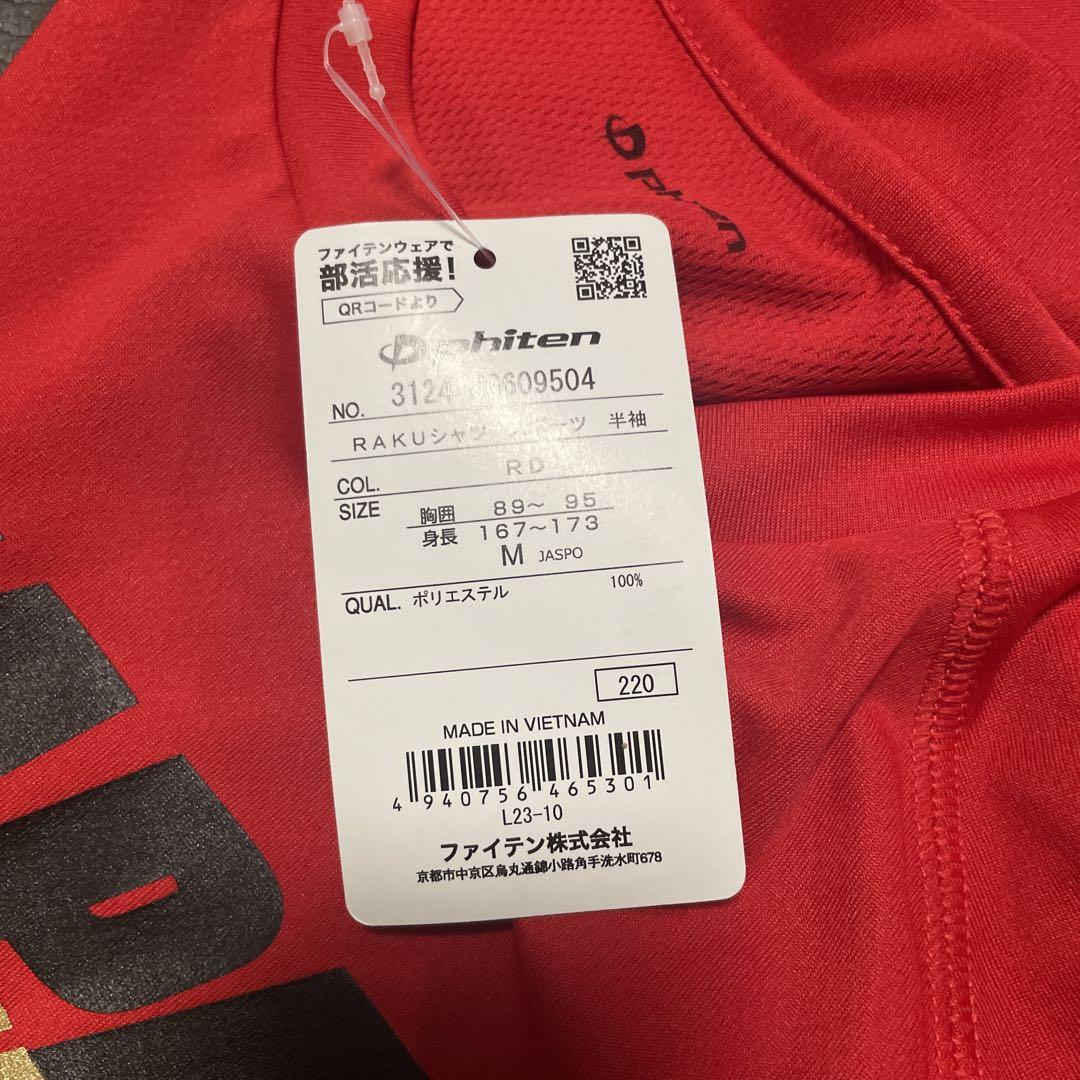 ファイテンウェアで
部活応援!
QRコードより
phiten
phiten
NO. 3124 609504
RAKUシャツ 半袖
COL. RD
SIZE 胸囲 89~ 95
身長 167~173
M JASPO
QUAL. ポリエステル 100%
220
MADE IN VIETNAM
4 940756 465301
L23-10
ファイテン株式会社
京都市中京区烏丸通錦小路角手洗水町678